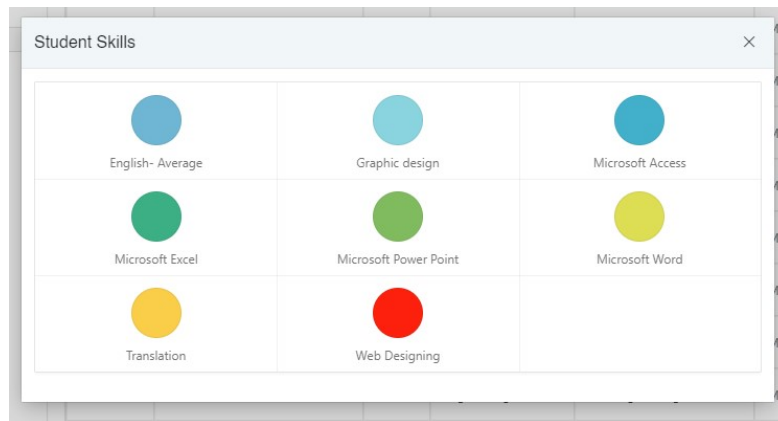 Student Skills
English- Average
Graphic design
Microsoft Access
Microsoft Excel
Microsoft Power Point
Microsoft Word
Translation
Web Designing